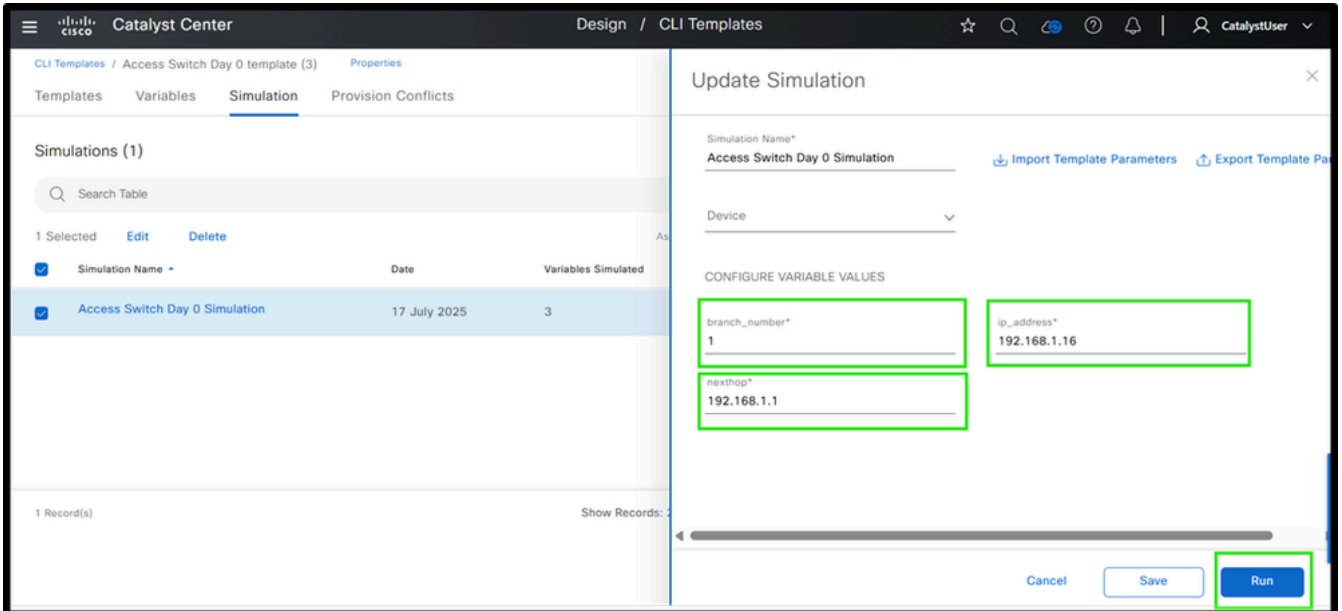 CISCO Catalyst Center Design / CLI Templates CatalystUser
CLI Templates / Access Switch Day 0 template (3) Properties
Templates Variables Simulation Provision Conflicts
Simulations (1)
Search Table
1 Selected Edit Delete As
Simulation Name Date Variables Simulated
Access Switch Day 0 Simulation 17 July 2025 3
1 Record(s) Show Records:
Update Simulation
Simulation Name*
Access Switch Day 0 Simulation
Import Template Parameters Export Template Pa
Device
CONFIGURE VARIABLE VALUES
branch_number* ip_address*
1 192.168.1.16
nexthop*
192.168.1.1
Cancel Save Run